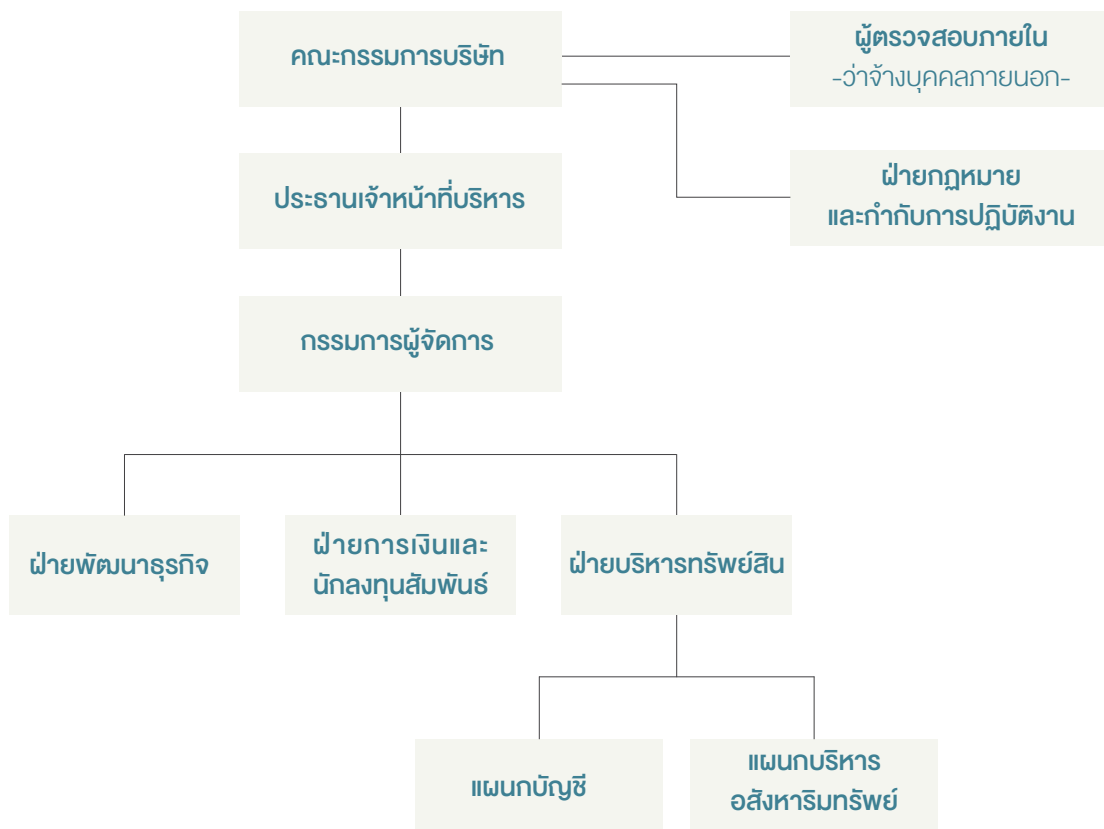 คณะกรรมการบริษัท
ผู้ตรวจสอบภายใน
-ว่าจ้างบุคคลภายนอก-
ฝ่ายกฎหมาย
และกำกับการปฏิบัติงาน
ประธานเจ้าหน้าที่บริหาร
กรรมการผู้จัดการ
ฝ่ายพัฒนาธุรกิจ
ฝ่ายการเงินและ
นักลงทุนสัมพันธ์
ฝ่ายบริหารทรัพย์สิน
แผนกบัญชี
แผนกบริหาร
อสังหาริมทรัพย์